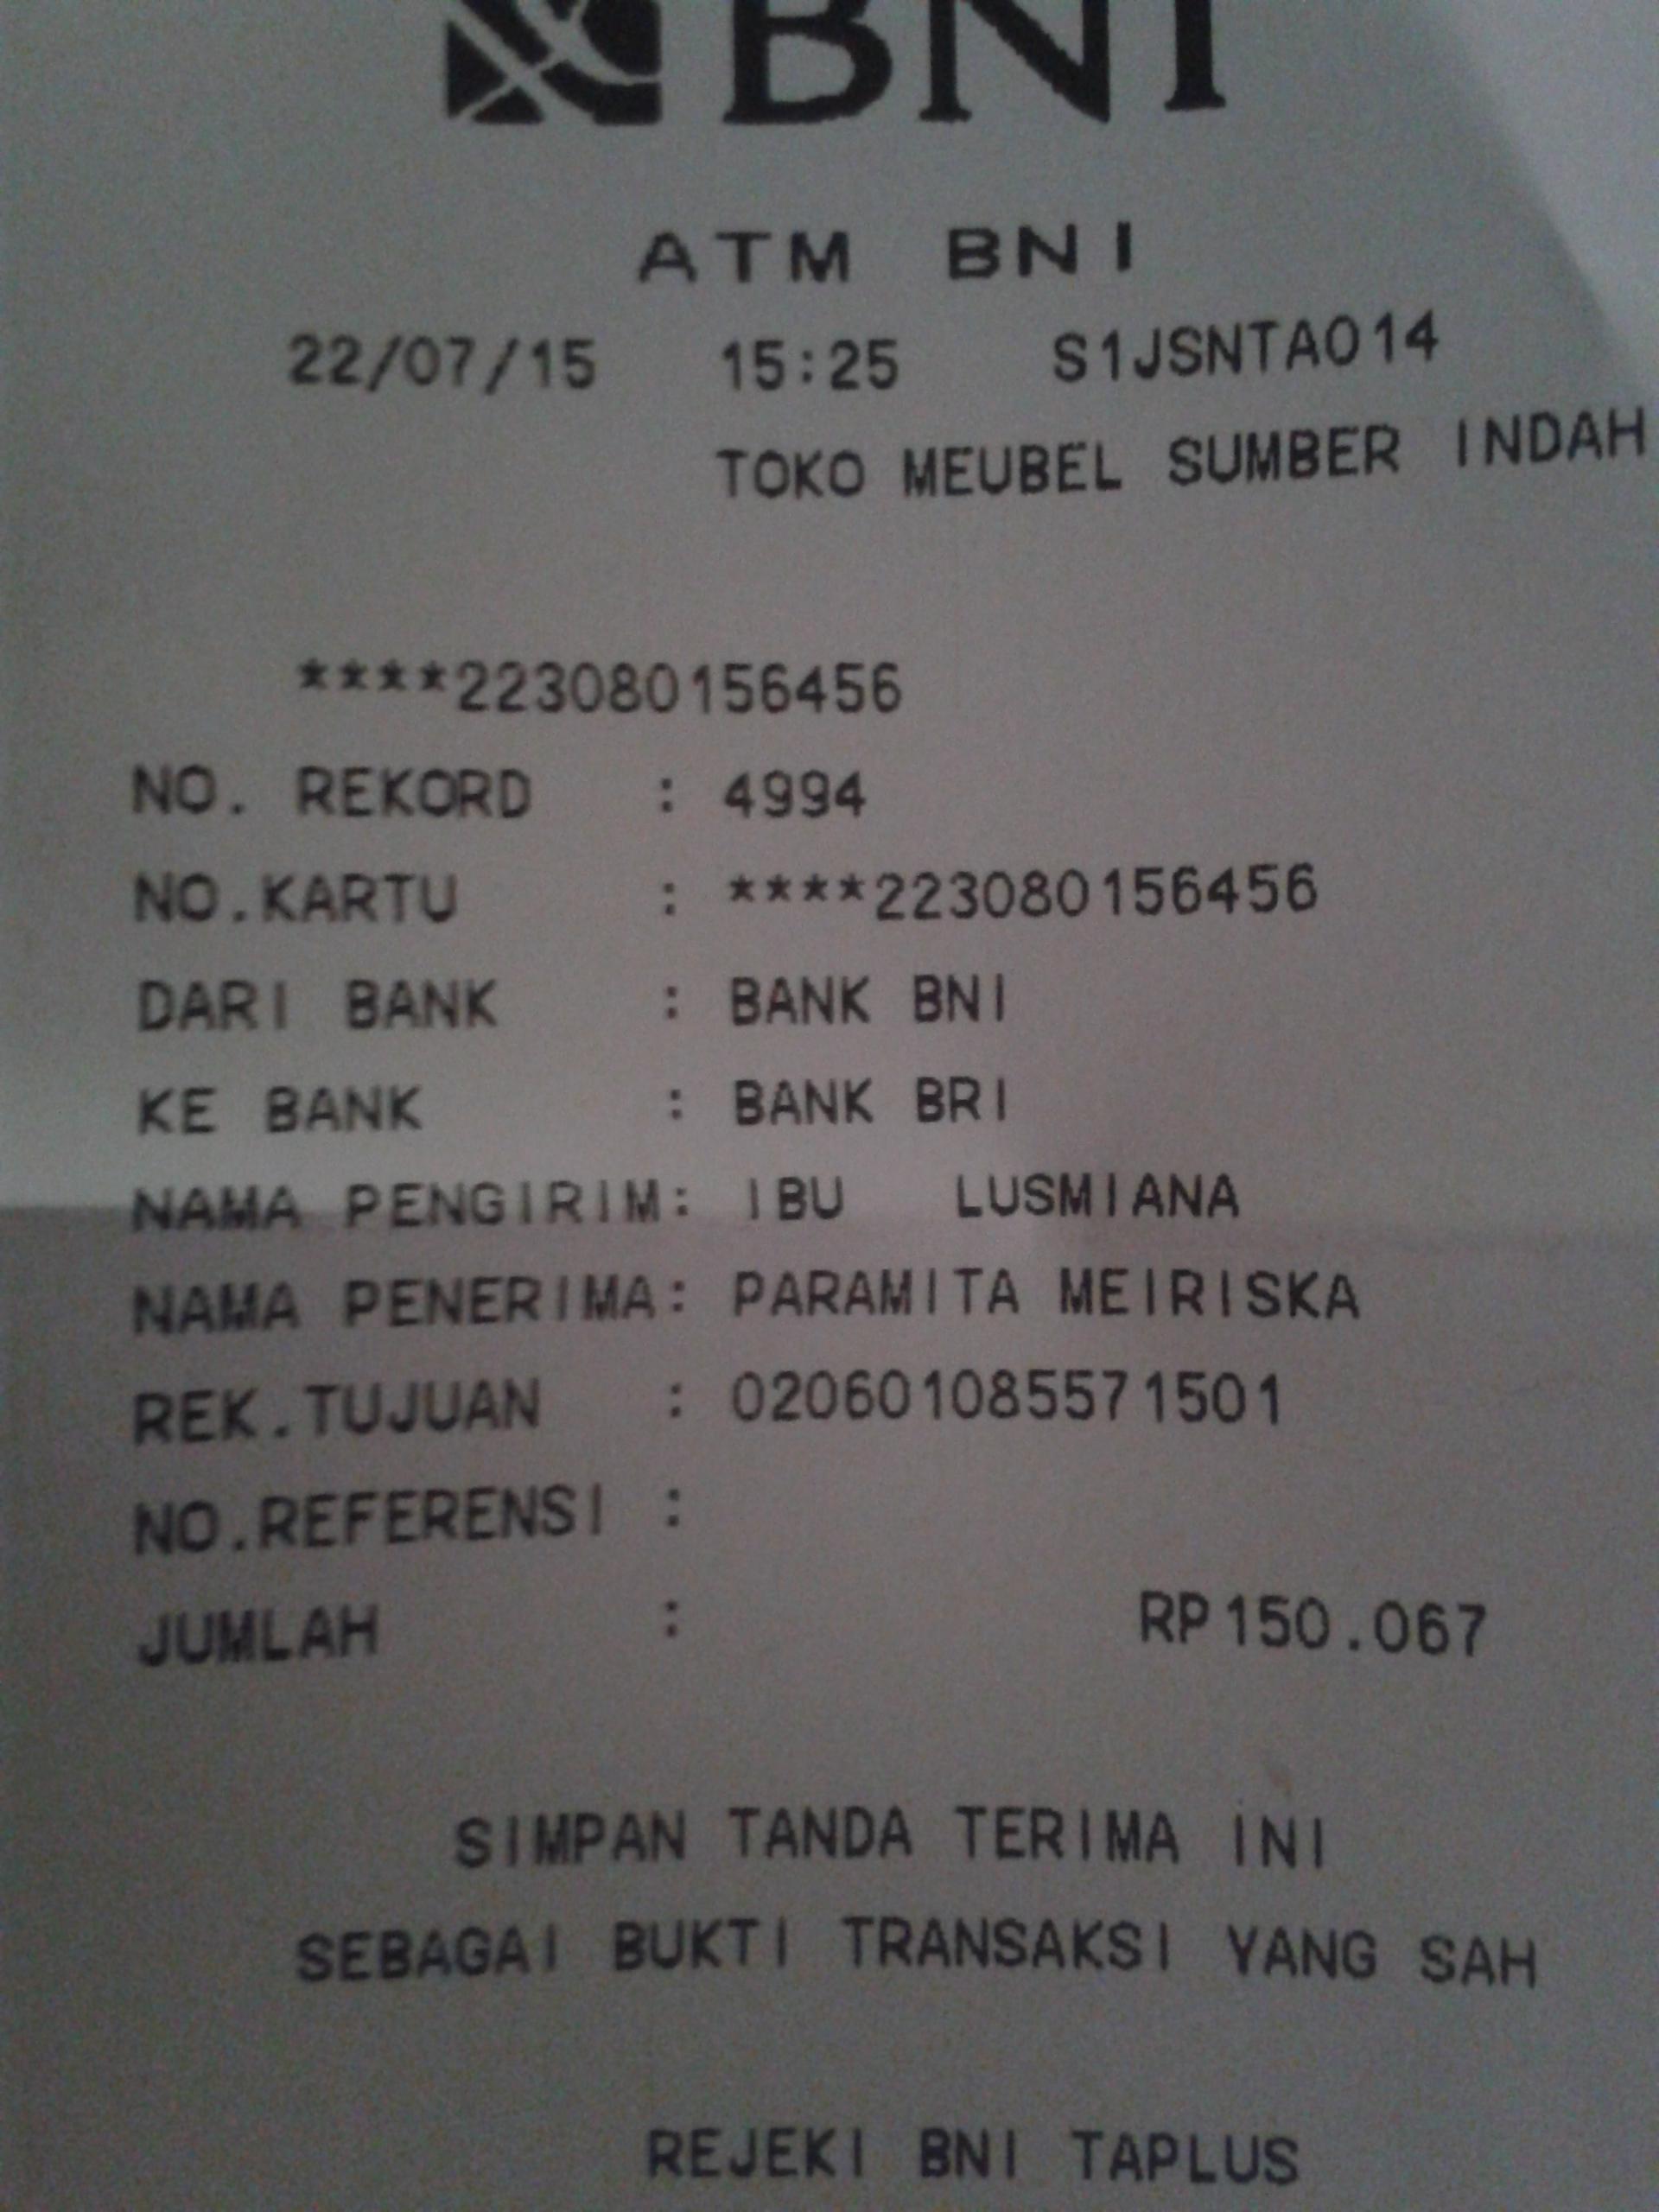 BNI
ATM BNI
22/07/15 15:25 S1JSNTA014
TOKO MEUBEL SUMBER INDAH
****223080156456
NO. REKORD : 4994
NO.KARTU : ****223080156456
DARI BANK : BANK BNI
KE BANK : BANK BRI
NAMA PENGIRIM: IBU LUSMIANA
NAMA PENERIMA: PARAMITA MEIRISKA
REK.TUJUAN : 020601085571501
NO.REFERENSI :
JUMLAH : RP150.067
SIMPAN TANDA TERIMA INI
SEBAGAI BUKTI TRANSAKSI YANG SAH
REJEKI BNI TAPLUS